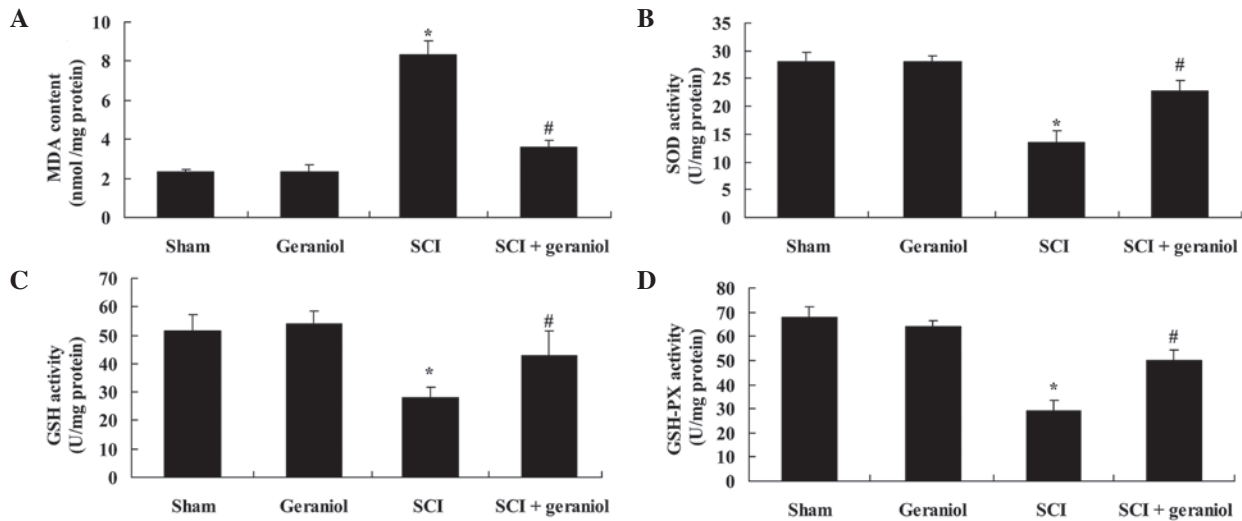 A
MDA content
(nmol /mg protein)
10
8
6
4
2
0
*
#
Sham Geraniol SCI SCI + geraniol
B
SOD activity
(U/mg protein)
35
30
25
20
15
10
5
0
*
#
Sham Geraniol SCI SCI + geraniol
C
GSH activity
(U/mg protein)
70
60
50
40
30
20
10
0
*
#
Sham Geraniol SCI SCI + geraniol
D
GSH-PX activity
(U/mg protein)
80
70
60
50
40
30
20
10
0
*
#
Sham Geraniol SCI SCI + geraniol